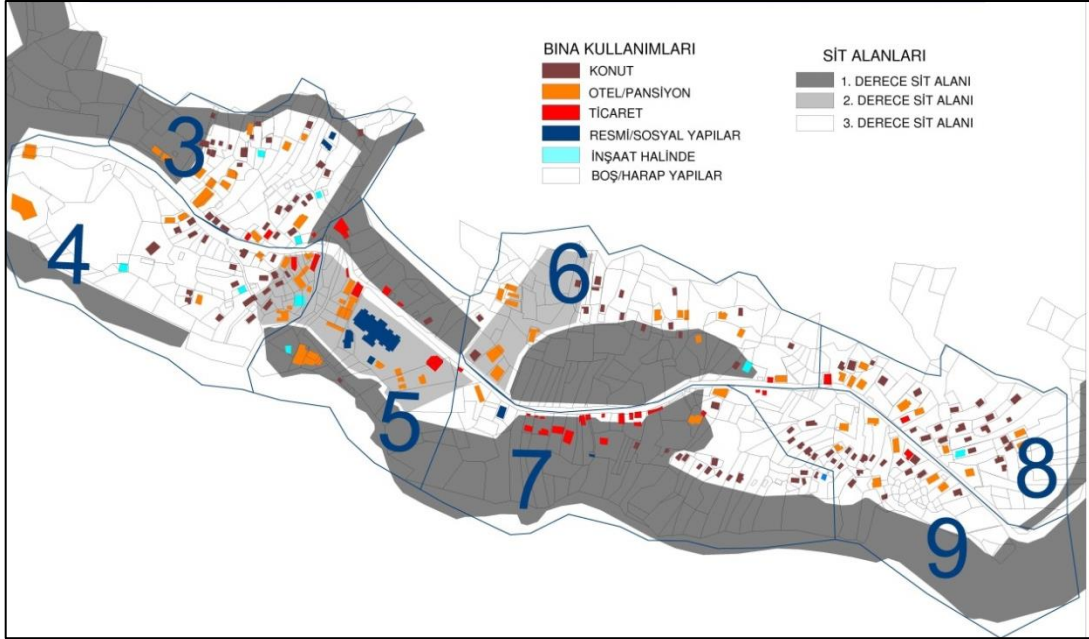 BINA KULLANIMLARI
KONUT
OTEL/PANSİYON
TİCARET
RESMİ/SOSYAL YAPILAR
İNŞAAT HALİNDE
BOŞ/HARAP YAPILAR
SİT ALANLARI
1. DERECE SİT ALANI
2. DERECE SİT ALANI
3. DERECE SİT ALANI
3
4
6
5
7
8
9